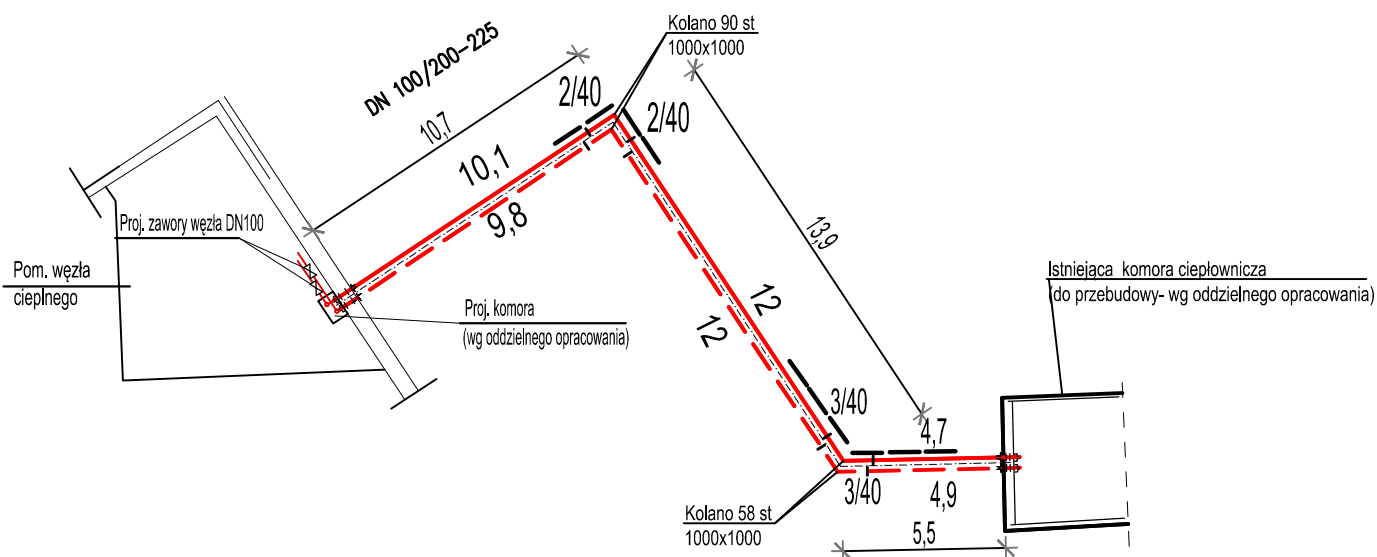 Kolano 90 st
1000x1000
DN 100/200-225
2/40
2/40
10,7
10,1
9,8
Proj. zawory węzła DN100
Pom. węzła
cieplnego
13,9
Istniejąca komora ciepłownicza
(do przebudowy- wg oddzielnego opracowania)
Proj. komora
(wg oddzielnego opracowania)
12
12
3/40
4,7
3/40
4,9
Kolano 58 st
1000x1000
5,5